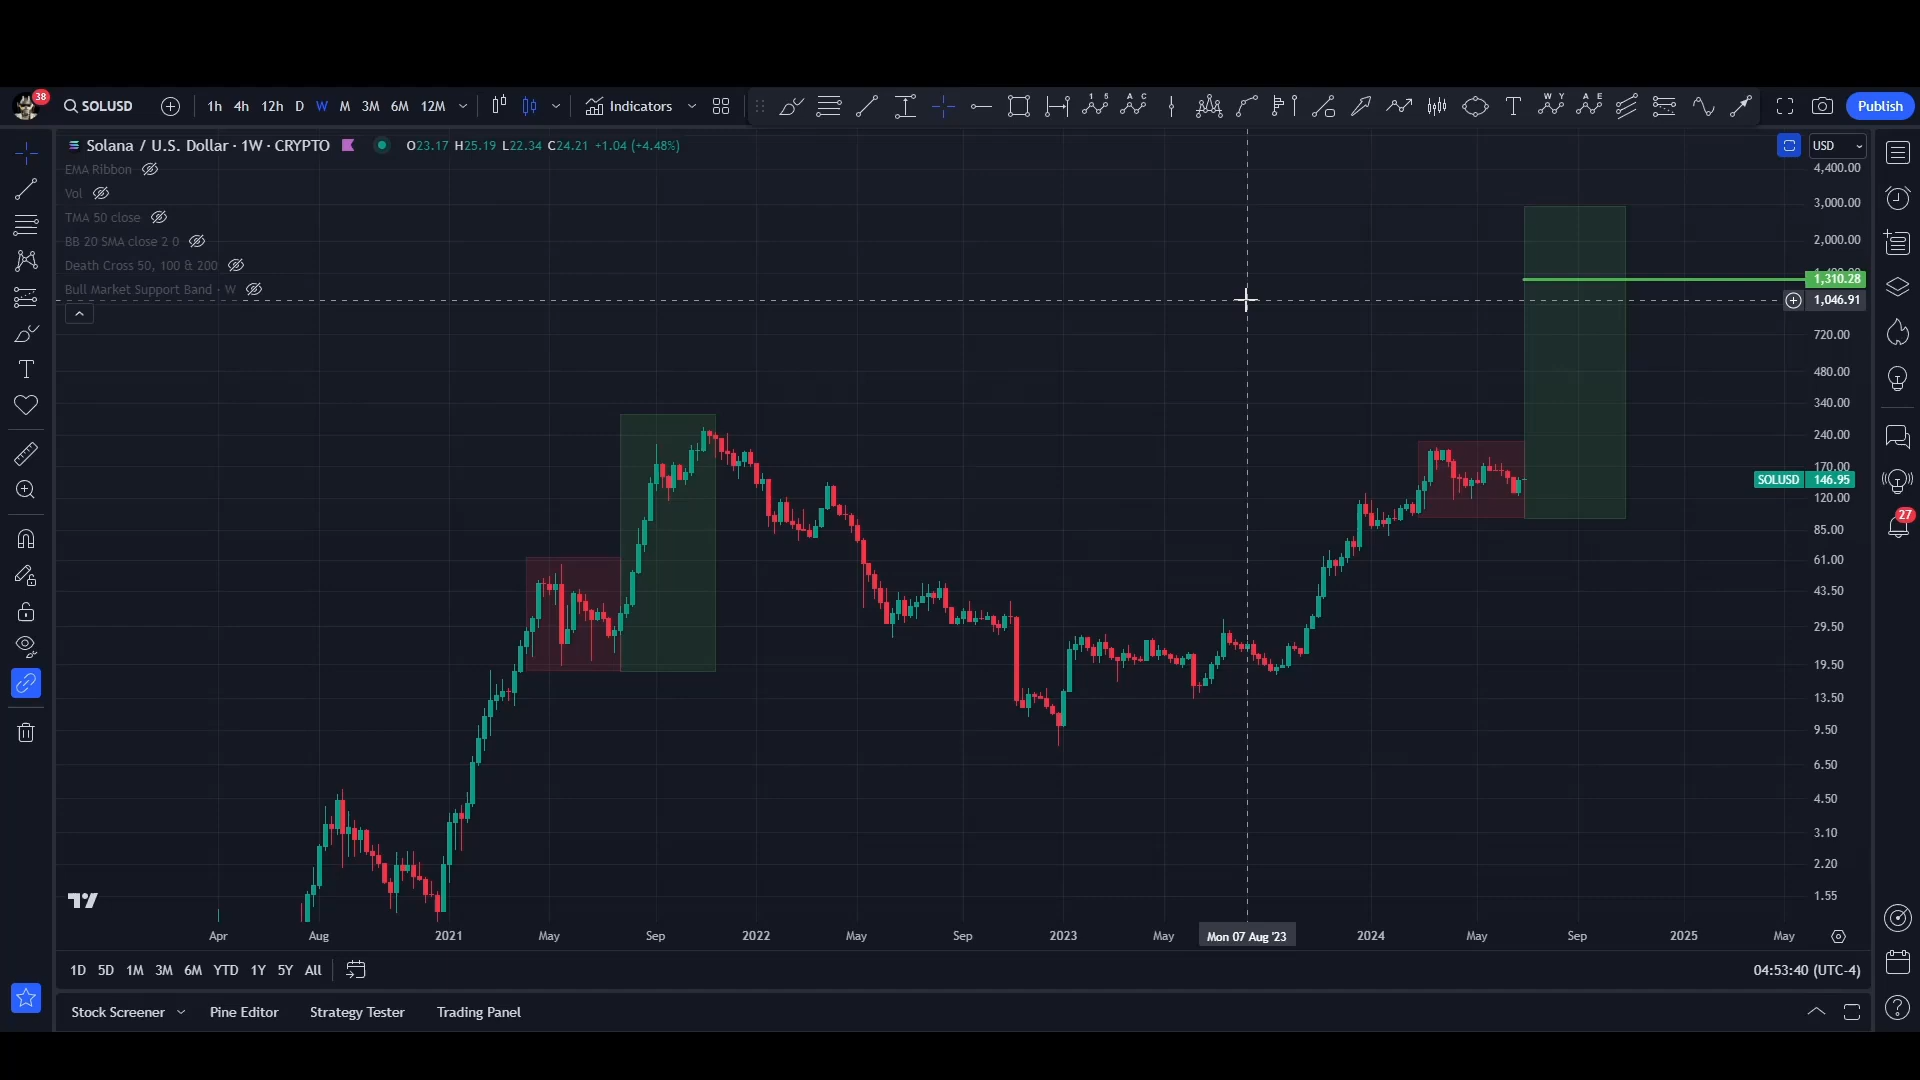 38
SOLUSD
1h 4h 12h D W M 3M 6M 12M
Indicators
Publish
Solana / U.S. Dollar · 1W · CRYPTO
O23.17 H25.19 L22.34 C24.21 +1.04 (+4.48%)
USD
EMA Ribbon
Vol
TMA 50 close
BB 20 SMA close 2 0
Death Cross 50, 100 & 200
Bull Market Support Band · W
4,400.00
3,000.00
2,000.00
1,310.28
1,046.91
720.00
480.00
340.00
240.00
170.00
SOLUSD 146.95
120.00
85.00
61.00
43.50
29.50
19.50
13.50
9.50
6.50
4.50
3.10
2.20
1.55
27
Apr Aug 2021 May Sep 2022 May Sep 2023 May Mon 07 Aug '23 2024 May Sep 2025 May
1D 5D 1M 3M 6M YTD 1Y 5Y All
04:53:40 (UTC-4)
Stock Screener Pine Editor Strategy Tester Trading Panel